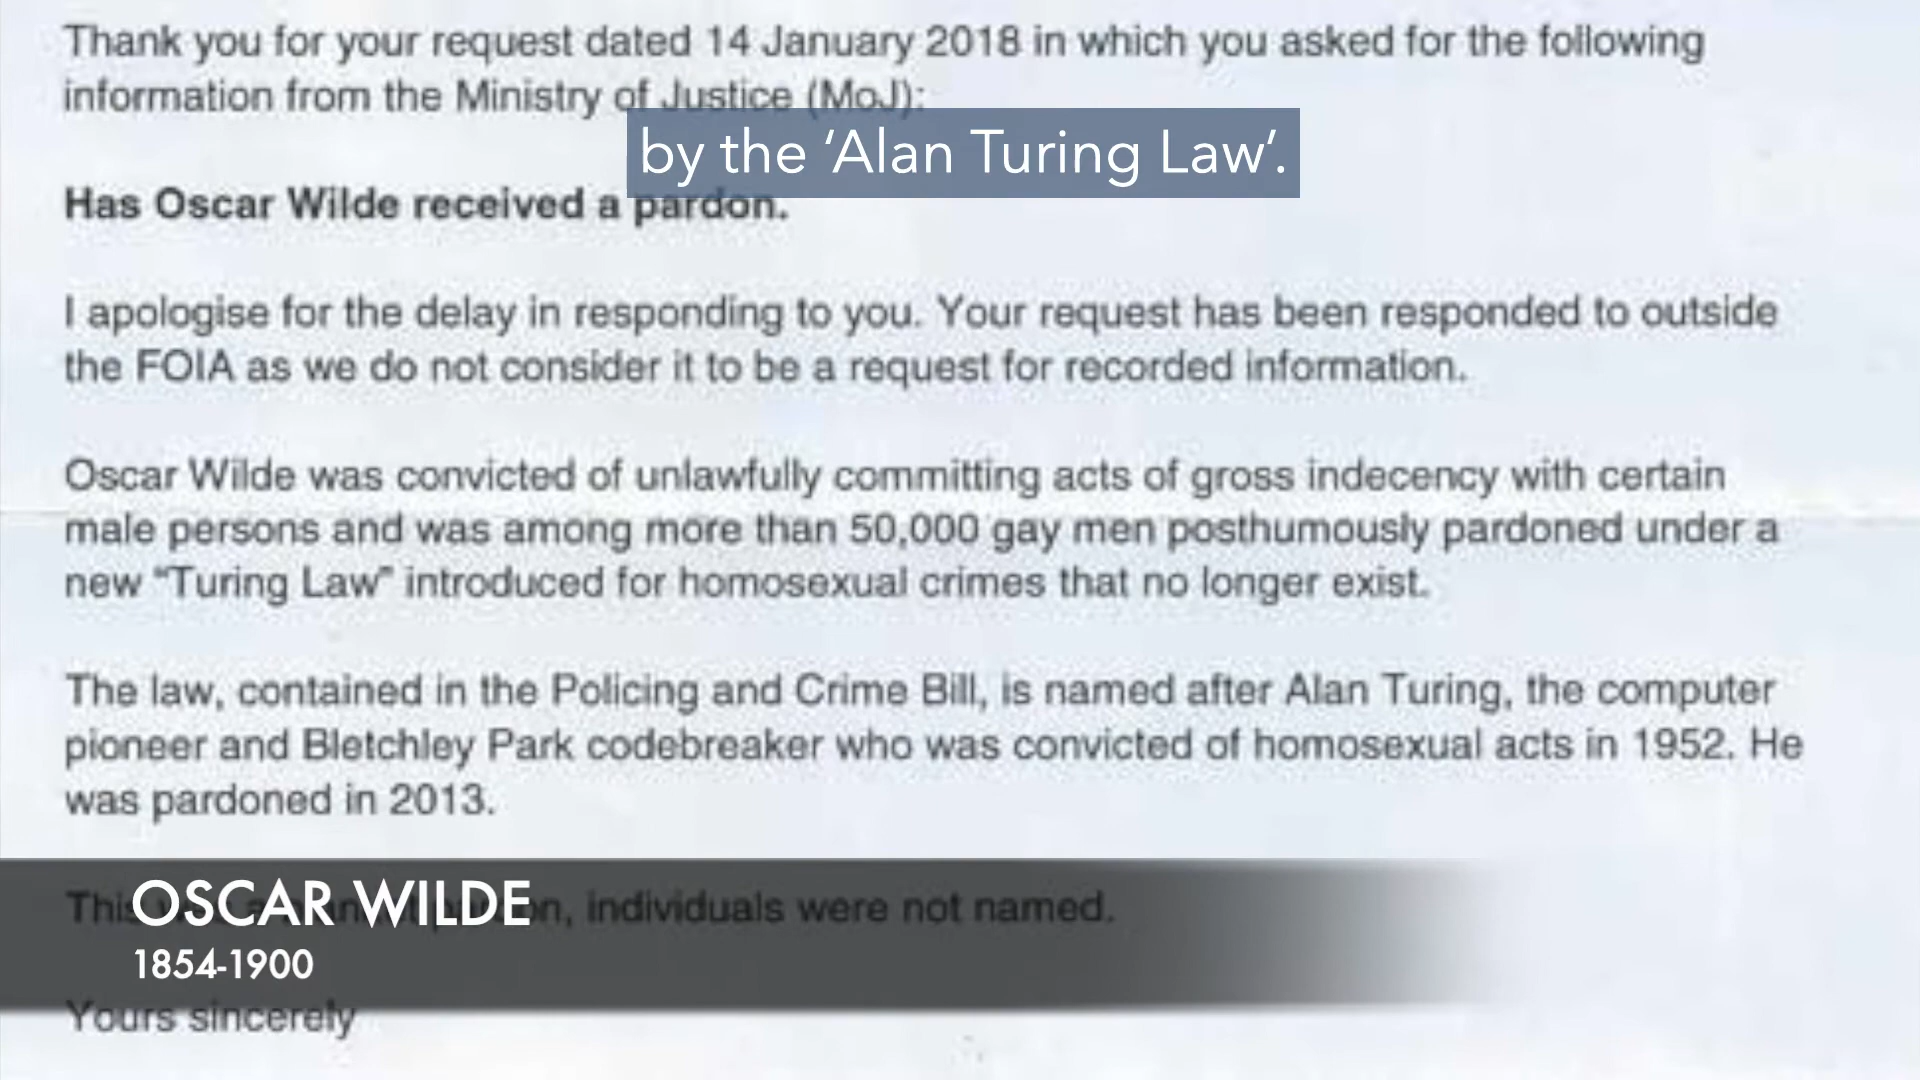 Thank you for your request dated 14 January 2018 in which you asked for the following
information from the Ministry of Justice (MoJ):
by the ‘Alan Turing Law’.
Has Oscar Wilde received a pardon.
I apologise for the delay in responding to you. Your request has been responded to outside
the FOIA as we do not consider it to be a request for recorded information.
Oscar Wilde was convicted of unlawfully committing acts of gross indecency with certain
male persons and was among more than 50,000 gay men posthumously pardoned under a
new “Turing Law” introduced for homosexual crimes that no longer exist.
The law, contained in the Policing and Crime Bill, is named after Alan Turing, the computer
pioneer and Bletchley Park codebreaker who was convicted of homosexual acts in 1952. He
was pardoned in 2013.
This individuals were not named.
OSCAR WILDE
1854-1900
Yours sincerely